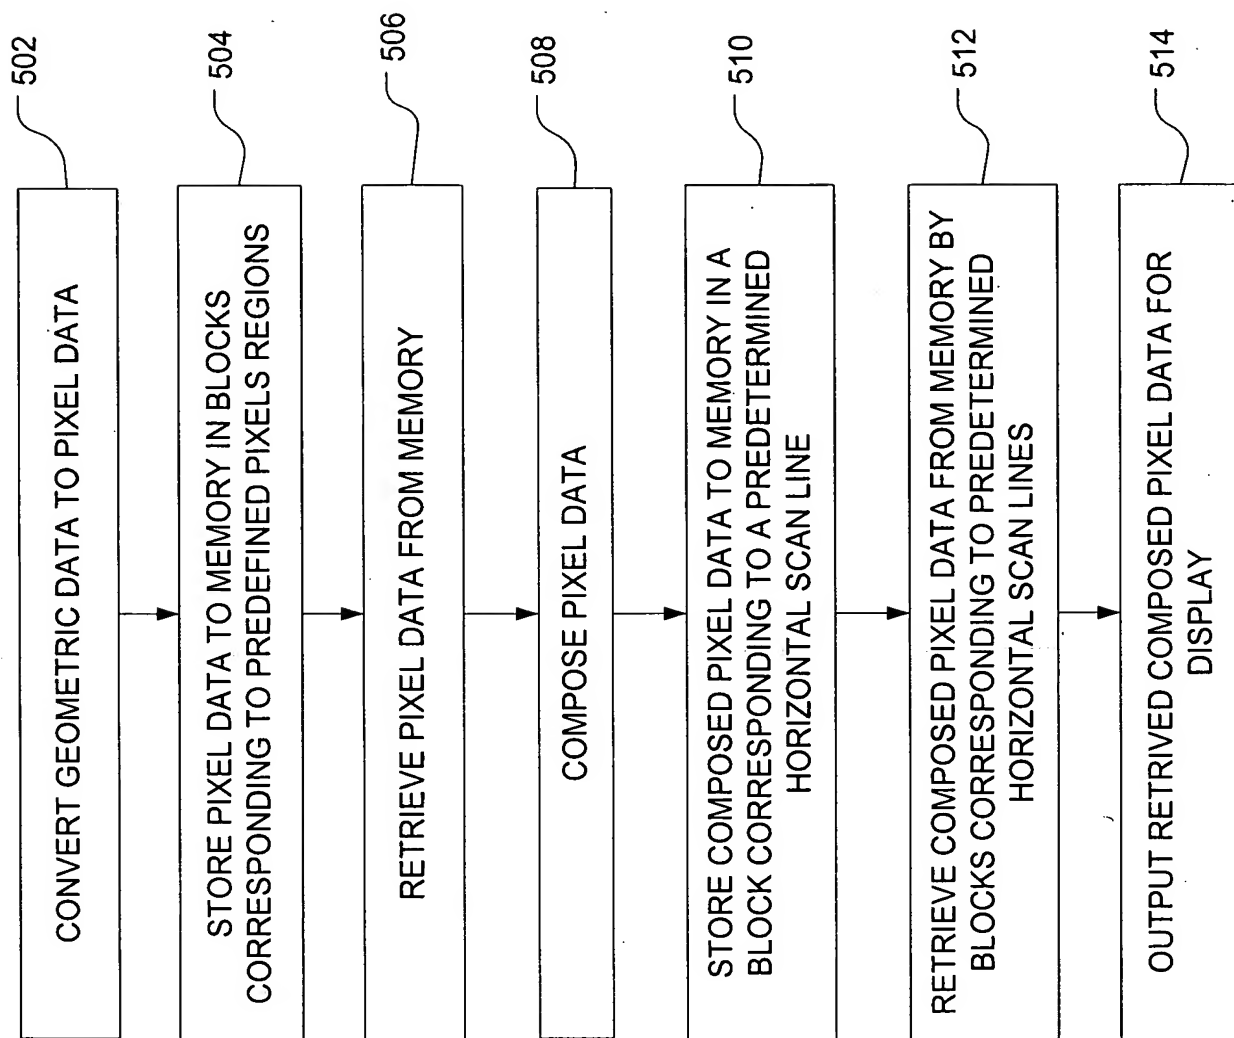 502
CONVERT GEOMETRIC DATA TO PIXEL DATA
504
STORE PIXEL DATA TO MEMORY IN BLOCKS
CORRESPONDING TO PREDEFINED PIXELS REGIONS
506
RETRIEVE PIXEL DATA FROM MEMORY
508
COMPOSE PIXEL DATA
510
STORE COMPOSED PIXEL DATA TO MEMORY IN A
BLOCK CORRESPONDING TO A PREDETERMINED
HORIZONTAL SCAN LINE
512
RETRIEVE COMPOSED PIXEL DATA FROM MEMORY BY
BLOCKS CORRESPONDING TO PREDETERMINED
HORIZONTAL SCAN LINES
514
OUTPUT RETRIVED COMPOSED PIXEL DATA FOR
DISPLAY